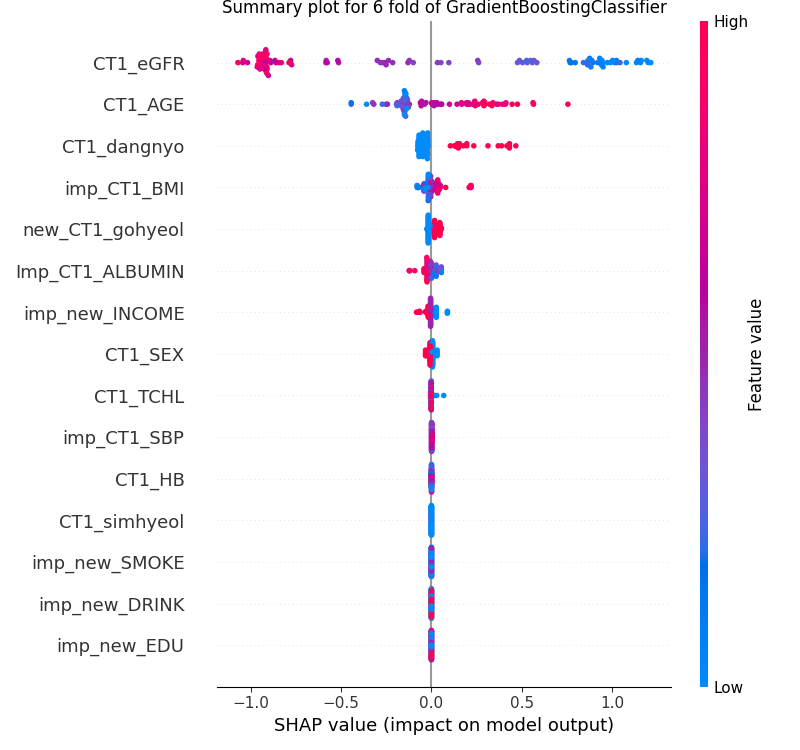 Summary plot for 6 fold of GradientBoostingClassifier
High
CT1_eGFR
CT1_AGE
CT1_dangnyo
imp_CT1_BMI
new_CT1_gohyeol
Imp_CT1_ALBUMIN
imp_new_INCOME
CT1_SEX
CT1_TCHL
imp_CT1_SBP
CT1_HB
CT1_simhyeol
imp_new_SMOKE
imp_new_DRINK
imp_new_EDU
Feature value
Low
−1.0 −0.5 0.0 0.5 1.0
SHAP value (impact on model output)